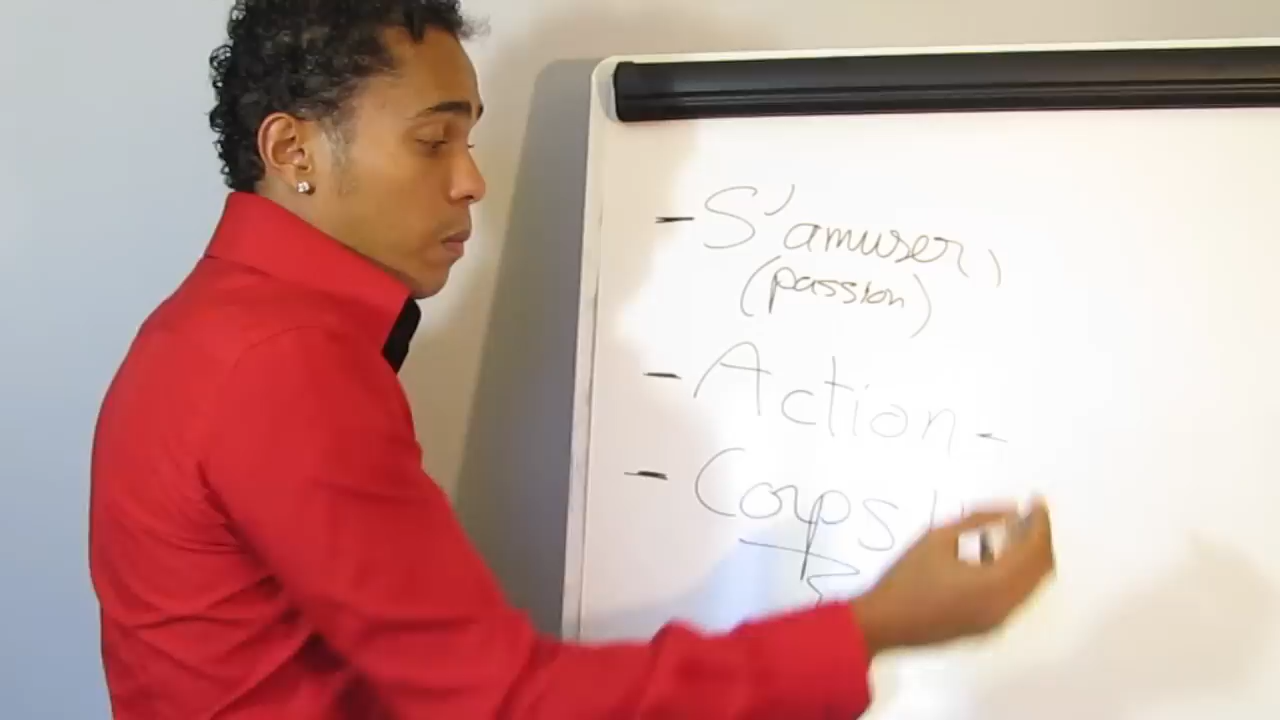 - S'amuser,
(passion)
- Action-
- Corps